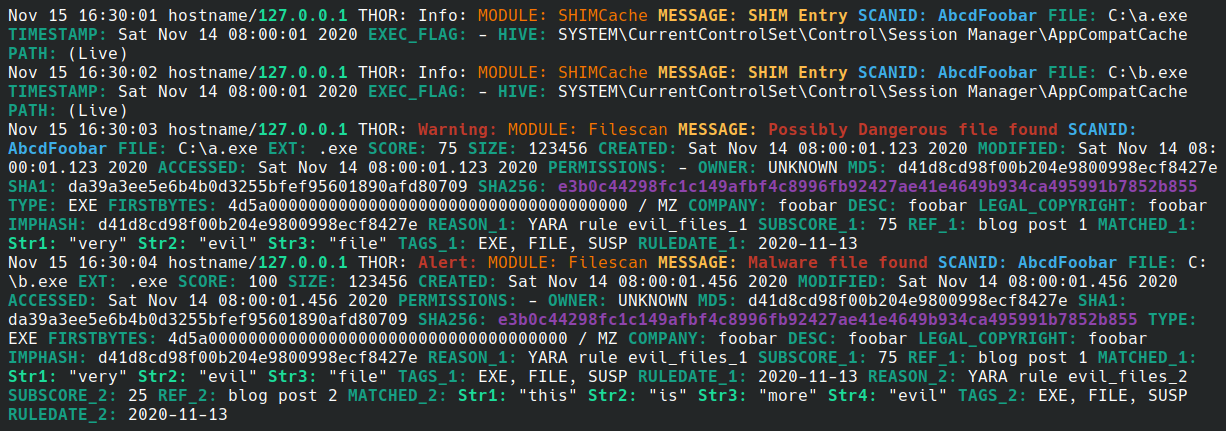 Nov 15 16:30:01 hostname/127.0.0.1 THOR: Info: MODULE: SHIMCache MESSAGE: SHIM Entry SCANID: AbcdFoobar FILE: C:\a.exe
TIMESTAMP: Sat Nov 14 08:00:01 2020 EXEC_FLAG: - HIVE: SYSTEM\CurrentControlSet\Control\Session Manager\AppCompatCache
PATH: (Live)
Nov 15 16:30:02 hostname/127.0.0.1 THOR: Info: MODULE: SHIMCache MESSAGE: SHIM Entry SCANID: AbcdFoobar FILE: C:\b.exe
TIMESTAMP: Sat Nov 14 08:00:01 2020 EXEC_FLAG: - HIVE: SYSTEM\CurrentControlSet\Control\Session Manager\AppCompatCache
PATH: (Live)
Nov 15 16:30:03 hostname/127.0.0.1 THOR: Warning: MODULE: Filescan MESSAGE: Possibly Dangerous file found SCANID:
AbcdFoobar FILE: C:\a.exe EXT: .exe SCORE: 75 SIZE: 123456 CREATED: Sat Nov 14 08:00:01.123 2020 MODIFIED: Sat Nov 14 08:
00:01.123 2020 ACCESSED: Sat Nov 14 08:00:01.123 2020 PERMISSIONS: - OWNER: UNKNOWN MD5: d41d8cd98f00b204e9800998ecf8427e
SHA1: da39a3ee5e6b4b0d3255bfef95601890afd80709 SHA256: e3b0c44298fc1c149afbf4c8996fb92427ae41e4649b934ca495991b7852b855
TYPE: EXE FIRSTBYTES: 4d5a000000000000000000000000000000000000 / MZ COMPANY: foobar DESC: foobar LEGAL_COPYRIGHT: foobar
IMPHASH: d41d8cd98f00b204e9800998ecf8427e REASON_1: YARA rule evil_files_1 SUBSCORE_1: 75 REF_1: blog post 1 MATCHED_1:
Str1: "very" Str2: "evil" Str3: "file" TAGS_1: EXE, FILE, SUSP RULEDATE_1: 2020-11-13
Nov 15 16:30:04 hostname/127.0.0.1 THOR: Alert: MODULE: Filescan MESSAGE: Malware file found SCANID: AbcdFoobar FILE: C:
\b.exe EXT: .exe SCORE: 100 SIZE: 123456 CREATED: Sat Nov 14 08:00:01.456 2020 MODIFIED: Sat Nov 14 08:00:01.456 2020
ACCESSED: Sat Nov 14 08:00:01.456 2020 PERMISSIONS: - OWNER: UNKNOWN MD5: d41d8cd98f00b204e9800998ecf8427e SHA1:
da39a3ee5e6b4b0d3255bfef95601890afd80709 SHA256: e3b0c44298fc1c149afbf4c8996fb92427ae41e4649b934ca495991b7852b855 TYPE:
EXE FIRSTBYTES: 4d5a000000000000000000000000000000000000 / MZ COMPANY: foobar DESC: foobar LEGAL_COPYRIGHT: foobar
IMPHASH: d41d8cd98f00b204e9800998ecf8427e REASON_1: YARA rule evil_files_1 SUBSCORE_1: 75 REF_1: blog post 1 MATCHED_1:
Str1: "very" Str2: "evil" Str3: "file" TAGS_1: EXE, FILE, SUSP RULEDATE_1: 2020-11-13 REASON_2: YARA rule evil_files_2
SUBSCORE_2: 25 REF_2: blog post 2 MATCHED_2: Str1: "this" Str2: "is" Str3: "more" Str4: "evil" TAGS_2: EXE, FILE, SUSP
RULEDATE_2: 2020-11-13